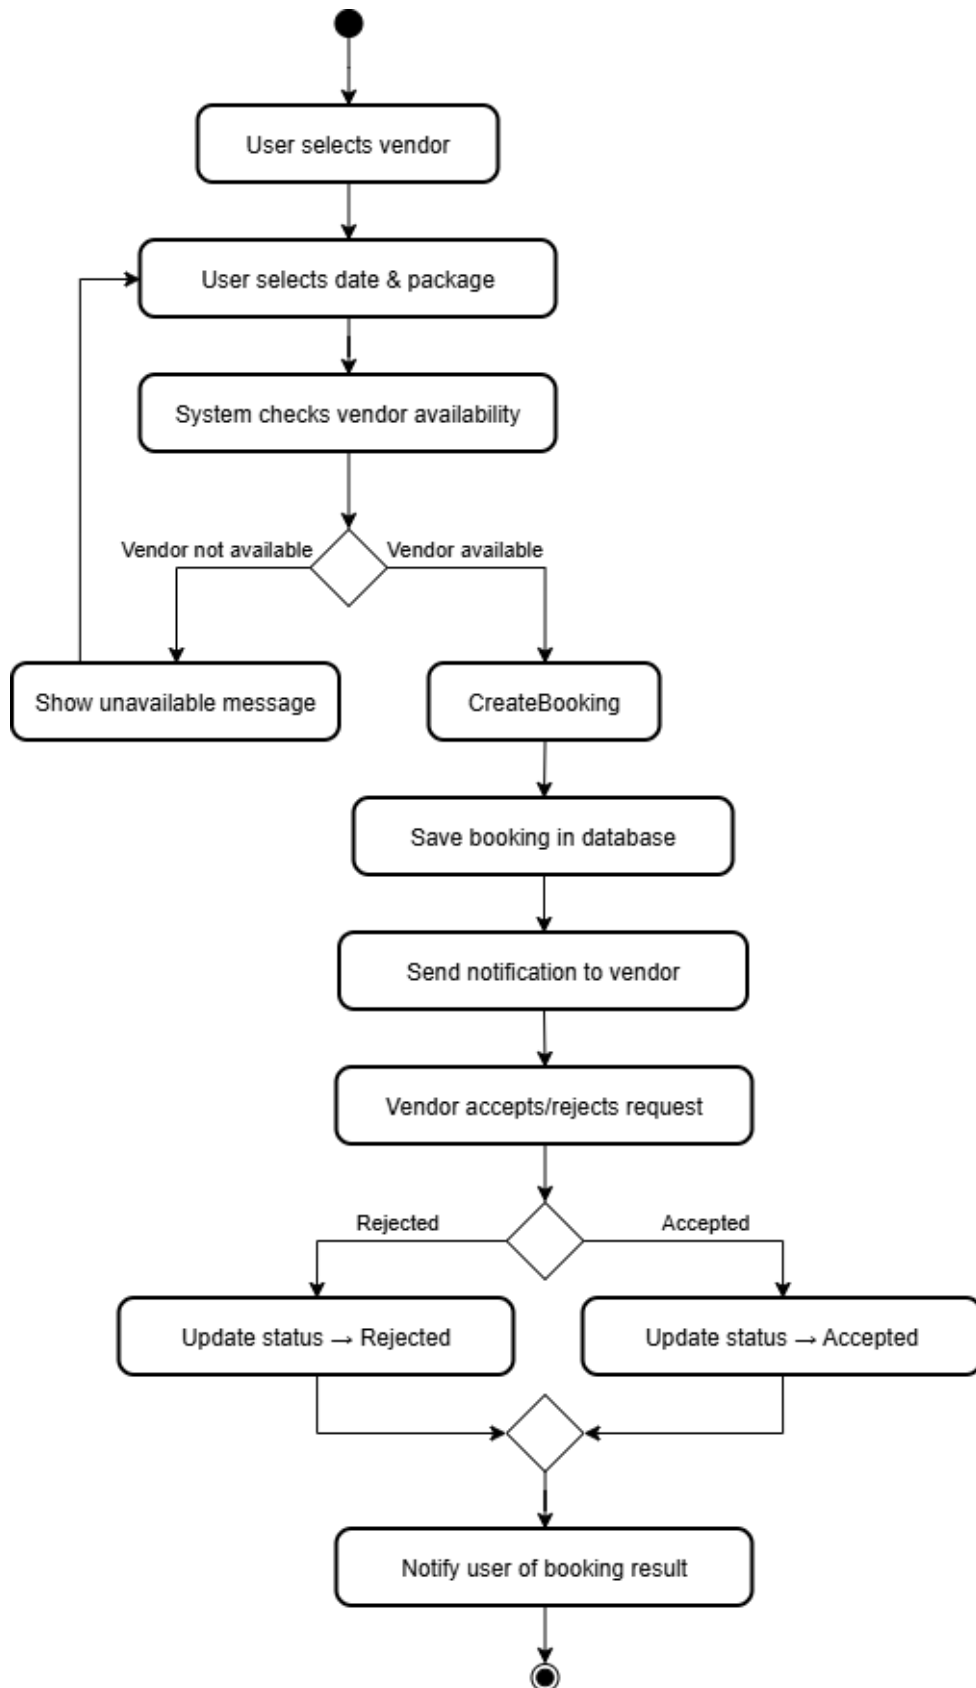 User selects vendor
User selects date & package
System checks vendor availability
Vendor not available
Vendor available
Show unavailable message
CreateBooking
Save booking in database
Send notification to vendor
Vendor accepts/rejects request
Rejected
Accepted
Update status → Rejected
Update status → Accepted
Notify user of booking result